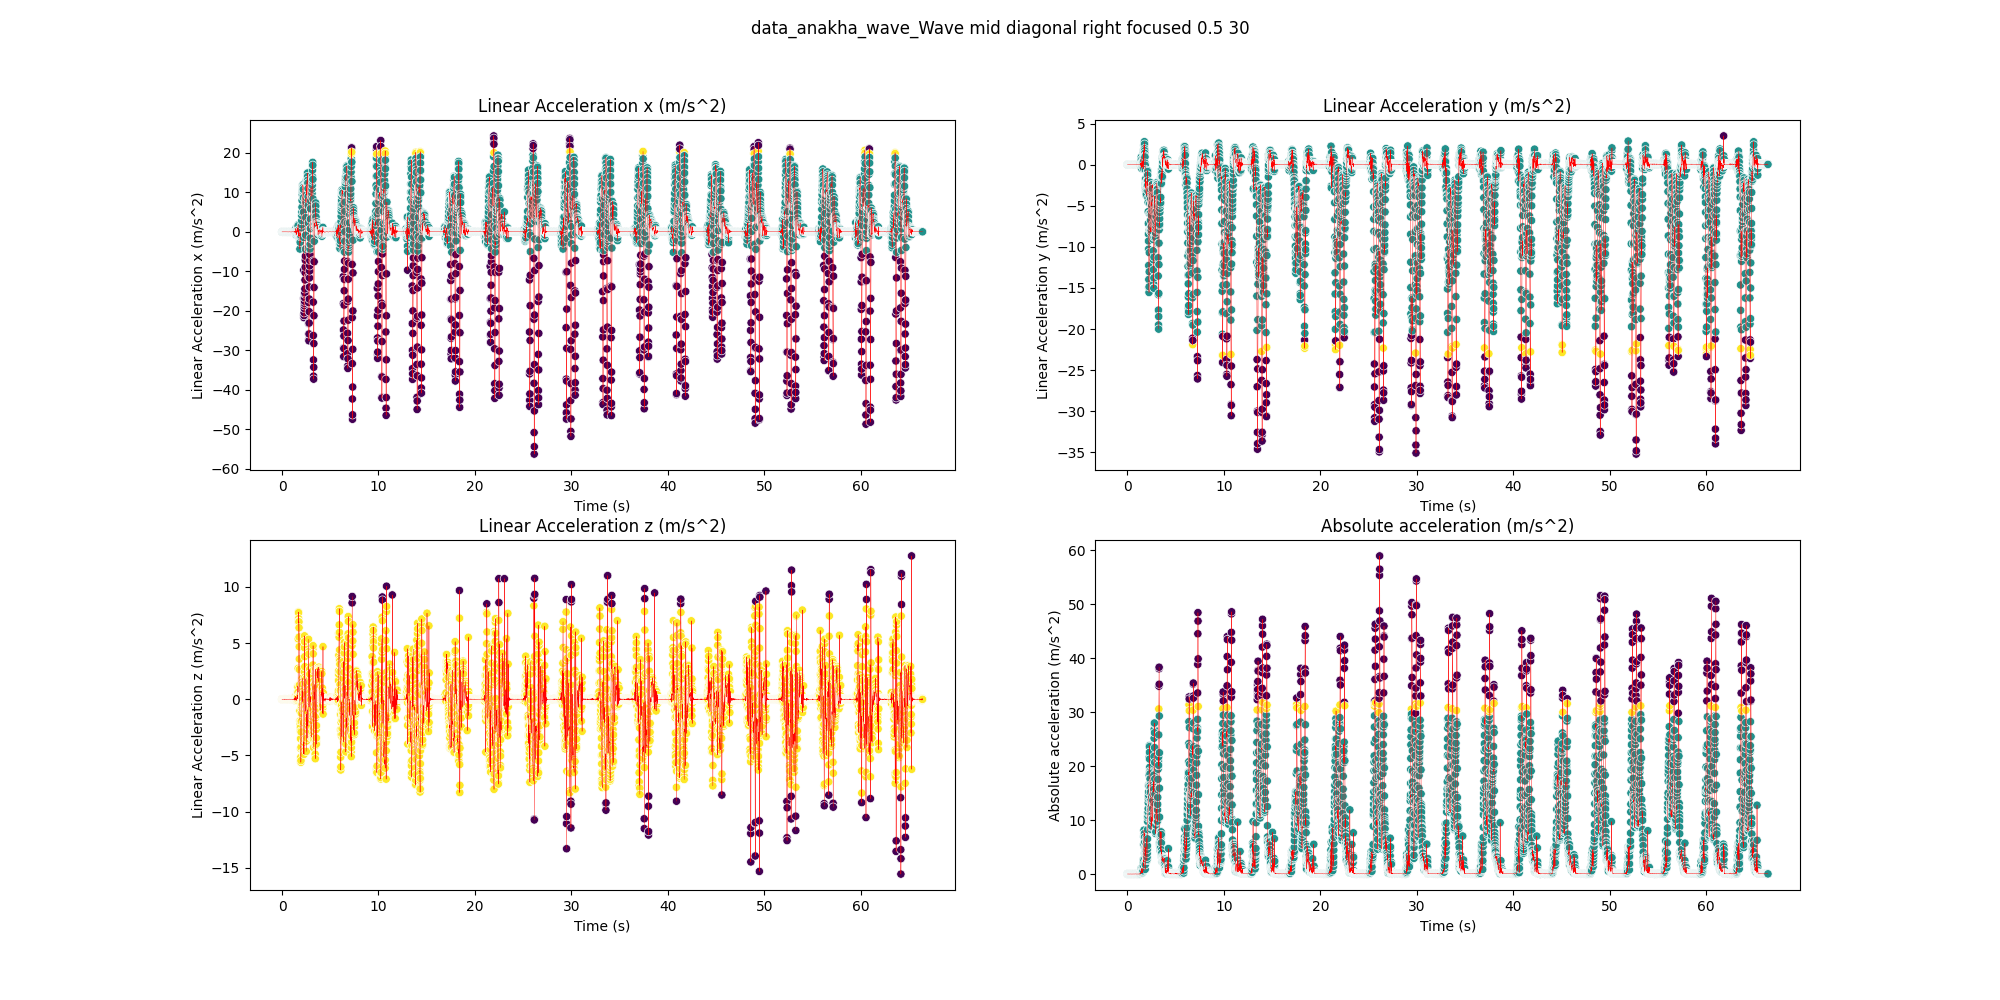 data_anakha_wave_Wave mid diagonal right focused 0.5 30
Linear Acceleration x (m/s^2)
Linear Acceleration x (m/s^2)
20
10
0
−10
−20
−30
−40
−50
−60
0 10 20 30 40 50 60
Time (s)
Linear Acceleration y (m/s^2)
Linear Acceleration y (m/s^2)
5
0
−5
−10
−15
−20
−25
−30
−35
0 10 20 30 40 50 60
Time (s)
Linear Acceleration z (m/s^2)
Linear Acceleration z (m/s^2)
10
5
0
−5
−10
−15
0 10 20 30 40 50 60
Time (s)
Absolute acceleration (m/s^2)
Absolute acceleration (m/s^2)
60
50
40
30
20
10
0
0 10 20 30 40 50 60
Time (s)